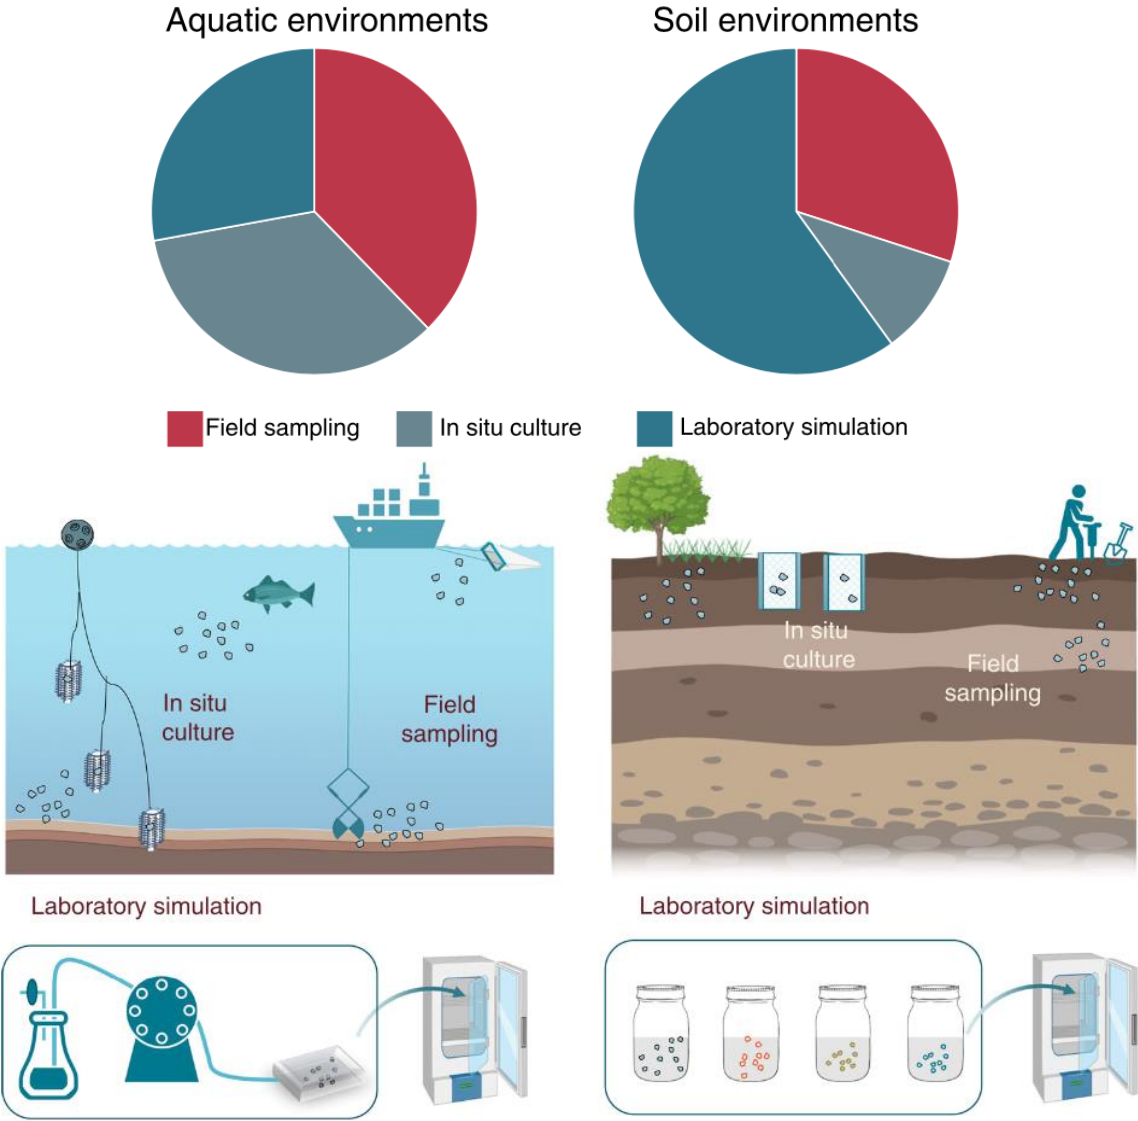 Aquatic environments
Soil environments
Field sampling
In situ culture
Laboratory simulation
In situ
culture
Field
sampling
In situ
culture
Field
sampling
Laboratory simulation
Laboratory simulation